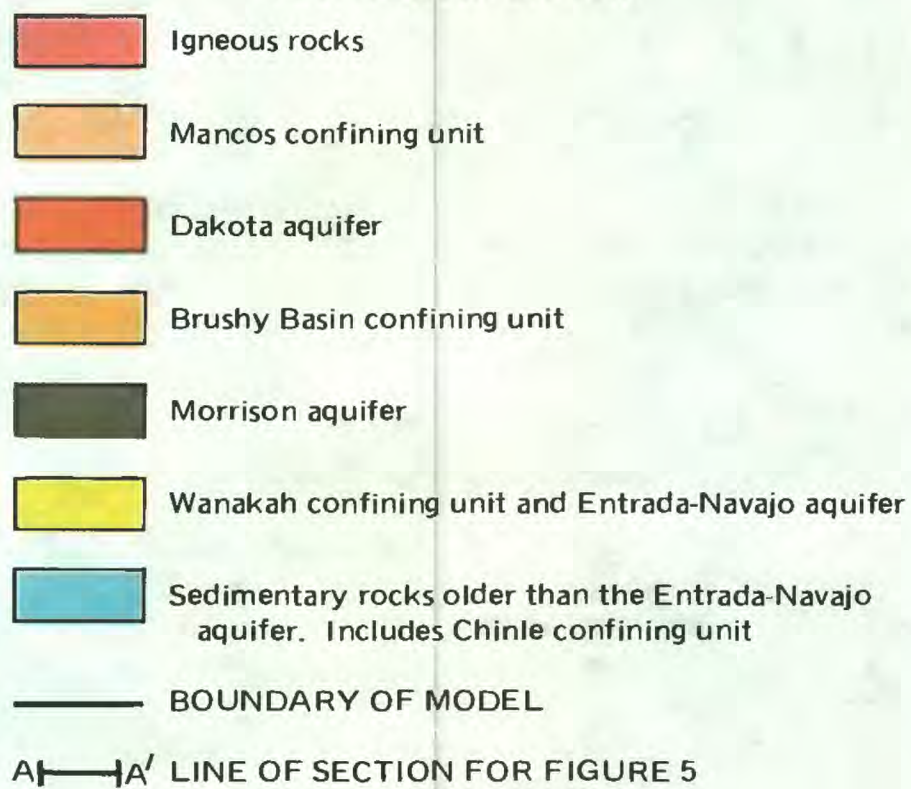 Igneous rocks
Mancos confining unit
Dakota aquifer
Brushy Basin confining unit
Morrison aquifer
Wanakah confining unit and Entrada-Navajo aquifer
Sedimentary rocks older than the Entrada-Navajo
aquifer. Includes Chinle confining unit
BOUNDARY OF MODEL
A A′ LINE OF SECTION FOR FIGURE 5